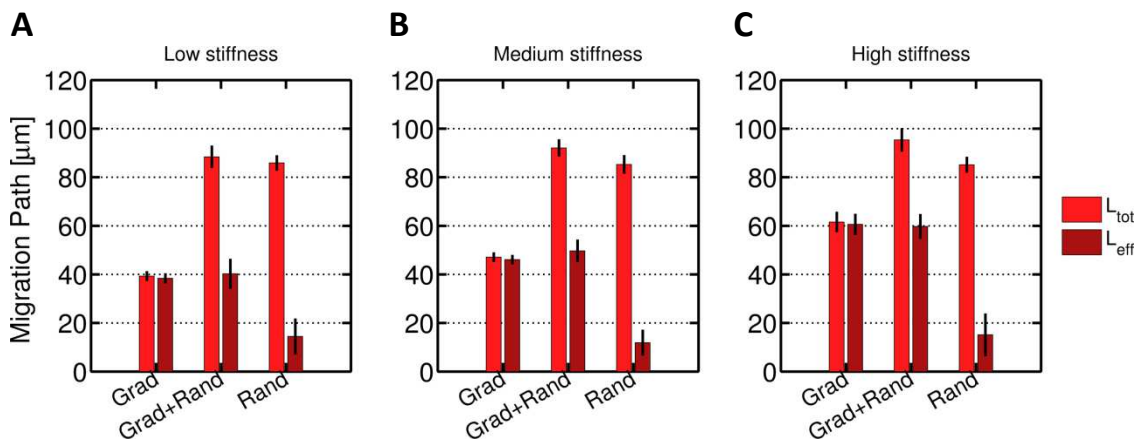 A
B
C
Low stiffness
Medium stiffness
High stiffness
Migration Path [μm]
120
100
80
60
40
20
0
Grad
Grad+Rand
Rand
120
100
80
60
40
20
0
Grad
Grad+Rand
Rand
120
100
80
60
40
20
0
Grad
Grad+Rand
Rand
L_tot
L_eff